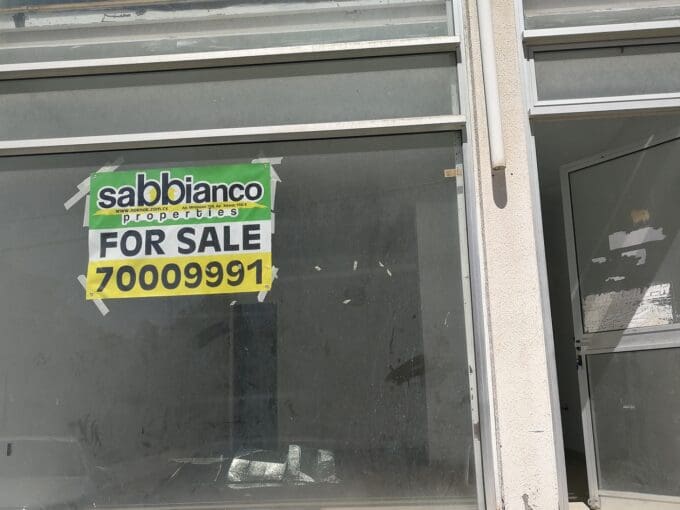 sabbianco
properties
FOR SALE
70009991